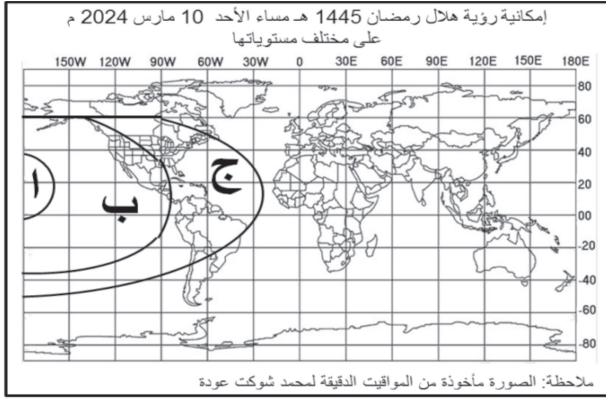 إمكانية رؤية هلال رمضان 1445 هـ مساء الأحد 10 مارس 2024 م
على مختلف مستوياتها
150W 120W 90W 60W 30W 0 30E 60E 90E 120E 150E 180E
80
60
40
20
00
-20
-40
-60
-80
ا
ب
ج
ملاحظة: الصورة مأخوذة من المواقيت الدقيقة لمحمد شوكت عودة